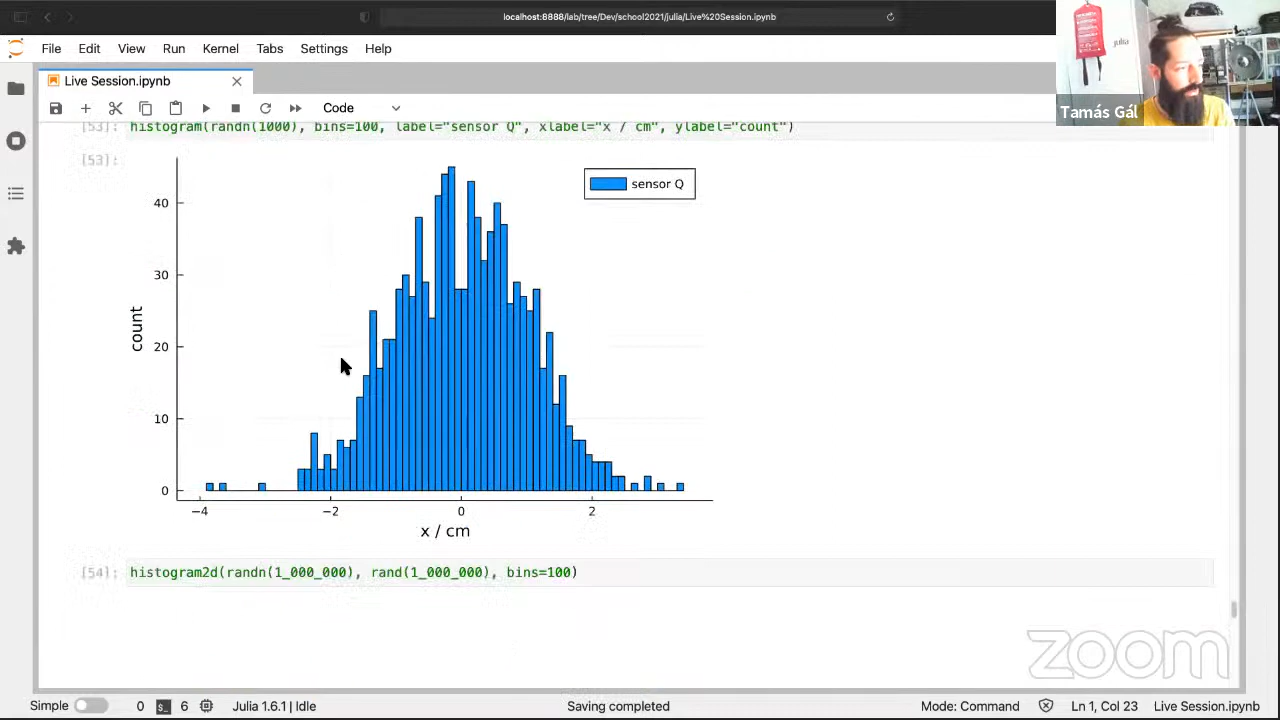 localhost:8888/lab/tree/Dev/school2021/julia/Live%20Session.ipynb
File Edit View Run Kernel Tabs Settings Help
julia
Tamás Gál
Live Session.ipynb
Code
[53]: histogram(randn(1000), bins=100, label="sensor Q", xlabel="x / cm", ylabel="count")
[53]:
sensor Q
40
30
20
10
0
count
−4 −2 0 2
x / cm
[54]: histogram2d(randn(1_000_000), rand(1_000_000), bins=100)
zoom
Simple 0 $_ 6 Julia 1.6.1 | Idle Saving completed Mode: Command Ln 1, Col 23 Live Session.ipynb